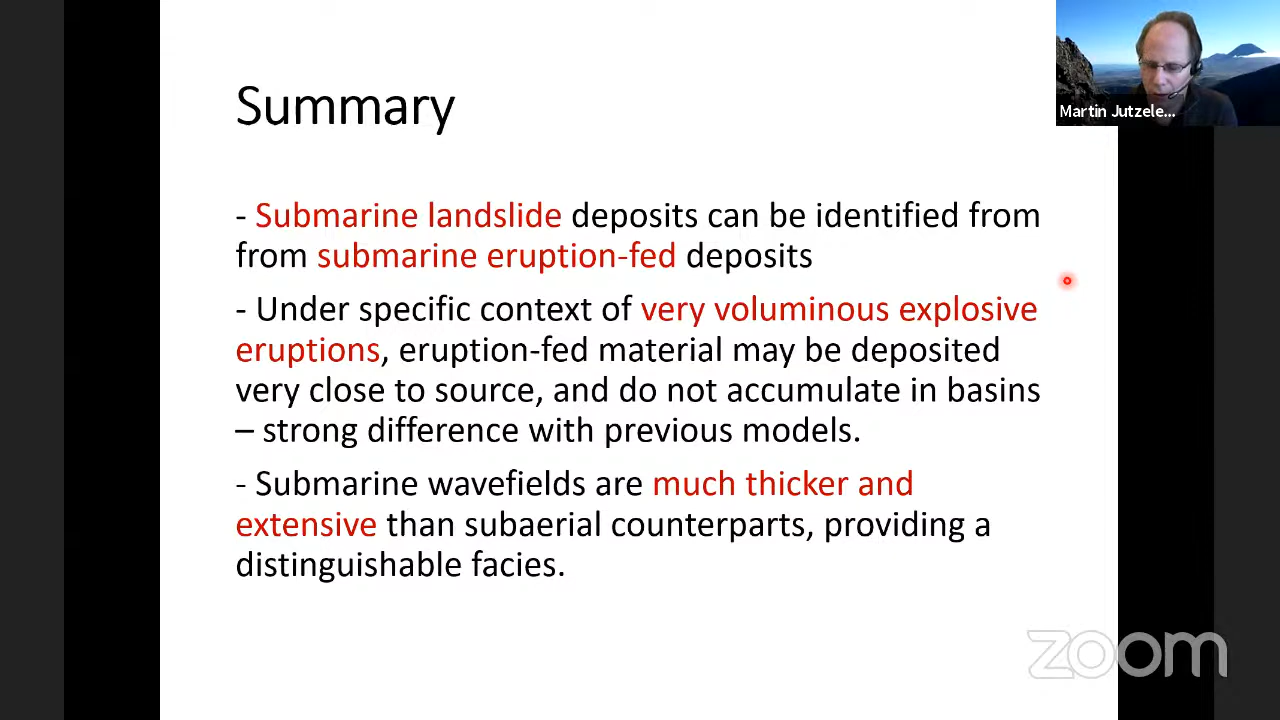 Summary
Martin Jutzele...
- Submarine landslide deposits can be identified from
from submarine eruption-fed deposits
- Under specific context of very voluminous explosive
eruptions, eruption-fed material may be deposited
very close to source, and do not accumulate in basins
– strong difference with previous models.
- Submarine wavefields are much thicker and
extensive than subaerial counterparts, providing a
distinguishable facies.
zoom